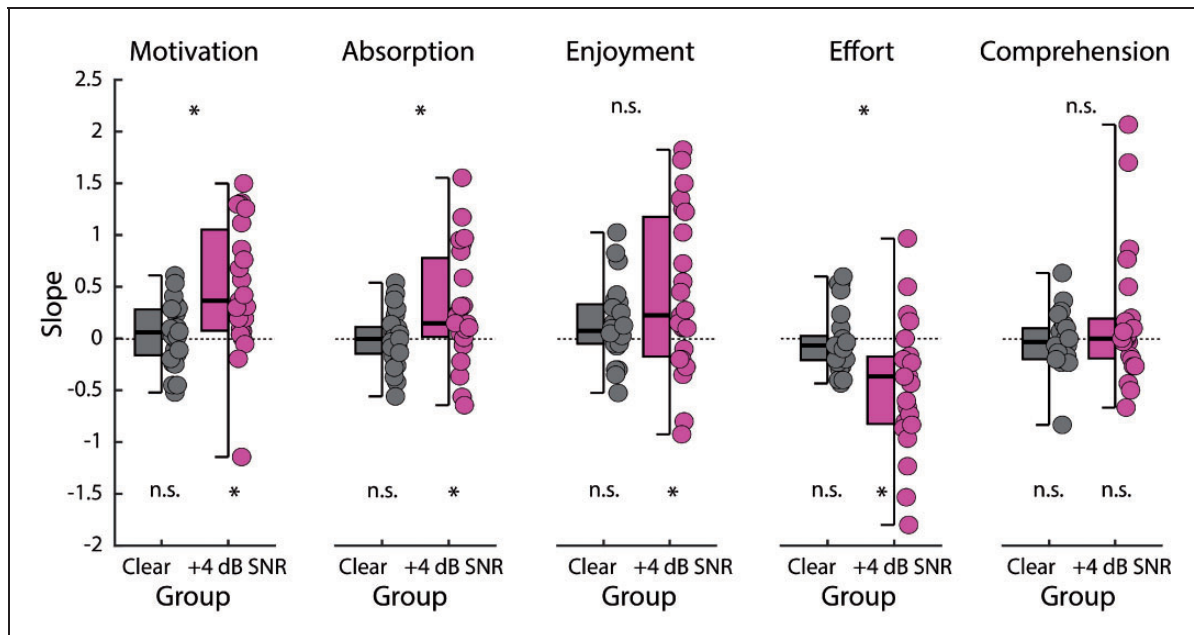 Motivation Absorption Enjoyment Effort Comprehension
2.5
* * n.s. * n.s.
2
1.5
1
0.5
Slope
0
-0.5
-1
n.s. * n.s. * n.s. * n.s. * n.s. n.s.
-1.5
-2
Clear +4 dB SNR Clear +4 dB SNR Clear +4 dB SNR Clear +4 dB SNR Clear +4 dB SNR
Group Group Group Group Group